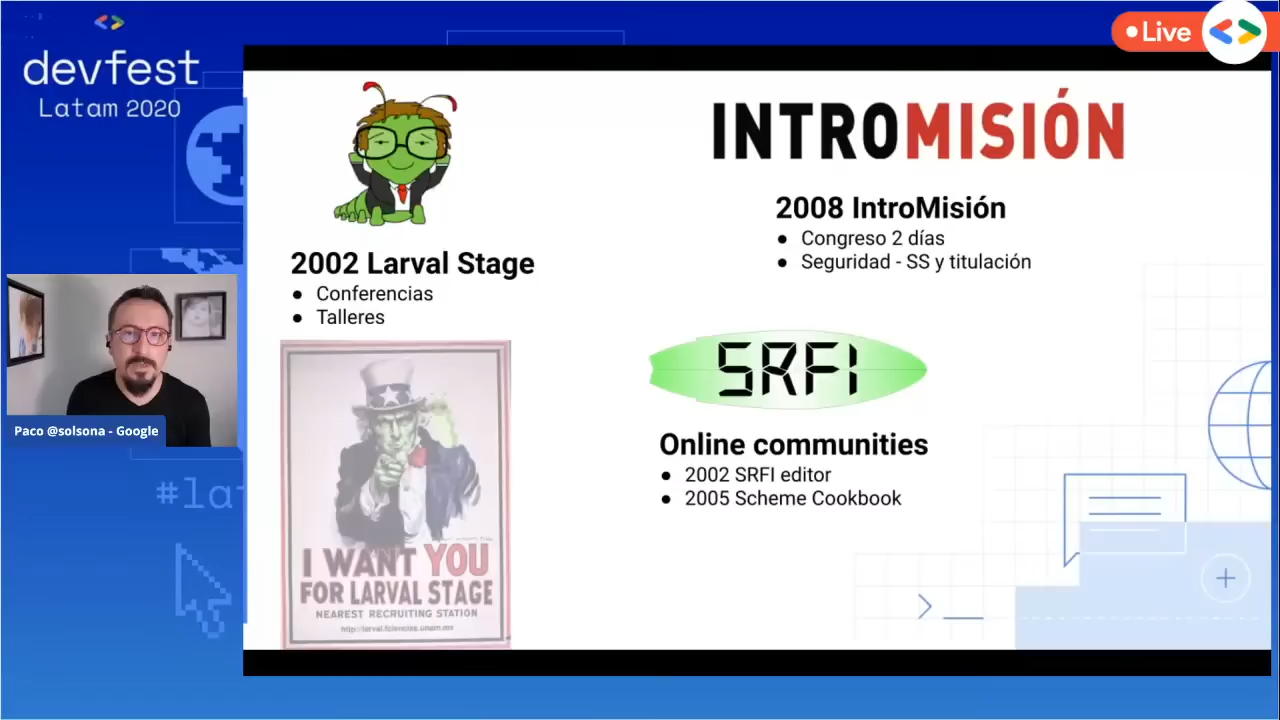 devfest
Latam 2020
Live
INTROMISIÓN
2008 IntroMisión
● Congreso 2 días
● Seguridad - SS y titulación
2002 Larval Stage
● Conferencias
● Talleres
SRFI
Online communities
● 2002 SRFI editor
● 2005 Scheme Cookbook
I WANT YOU
FOR LARVAL STAGE
NEAREST RECRUITING STATION
http://larval.fciencias.unam.mx
Paco @solsona - Google
#lat